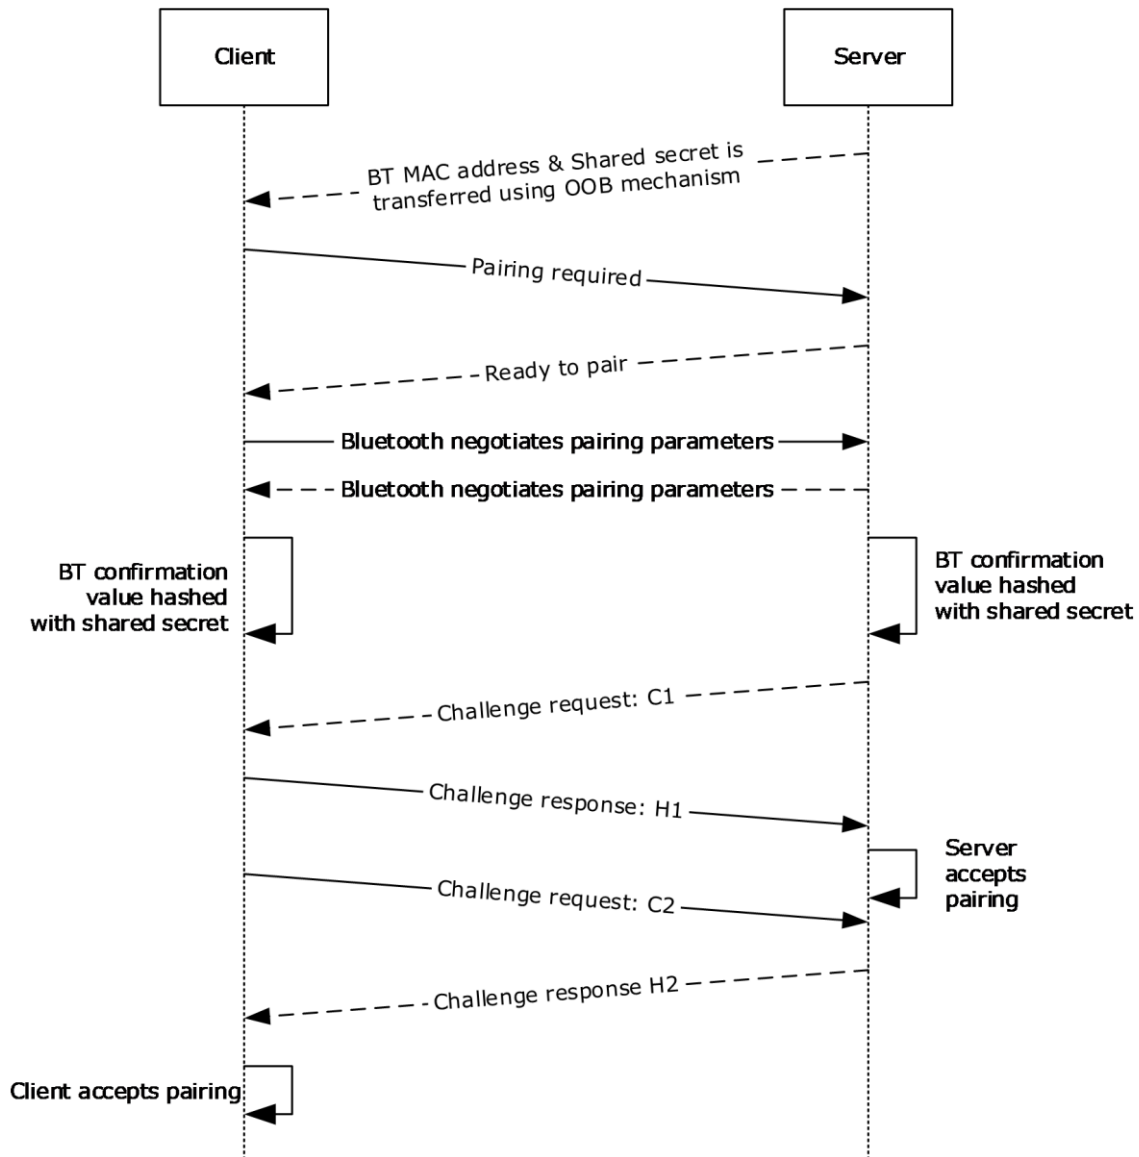 Client
Server
BT MAC address & Shared secret is
transferred using OOB mechanism
Pairing required
Ready to pair
Bluetooth negotiates pairing parameters
Bluetooth negotiates pairing parameters
BT confirmation
value hashed
with shared secret
BT confirmation
value hashed
with shared secret
Challenge request: C1
Challenge response: H1
Server
accepts
pairing
Challenge request: C2
Challenge response H2
Client accepts pairing